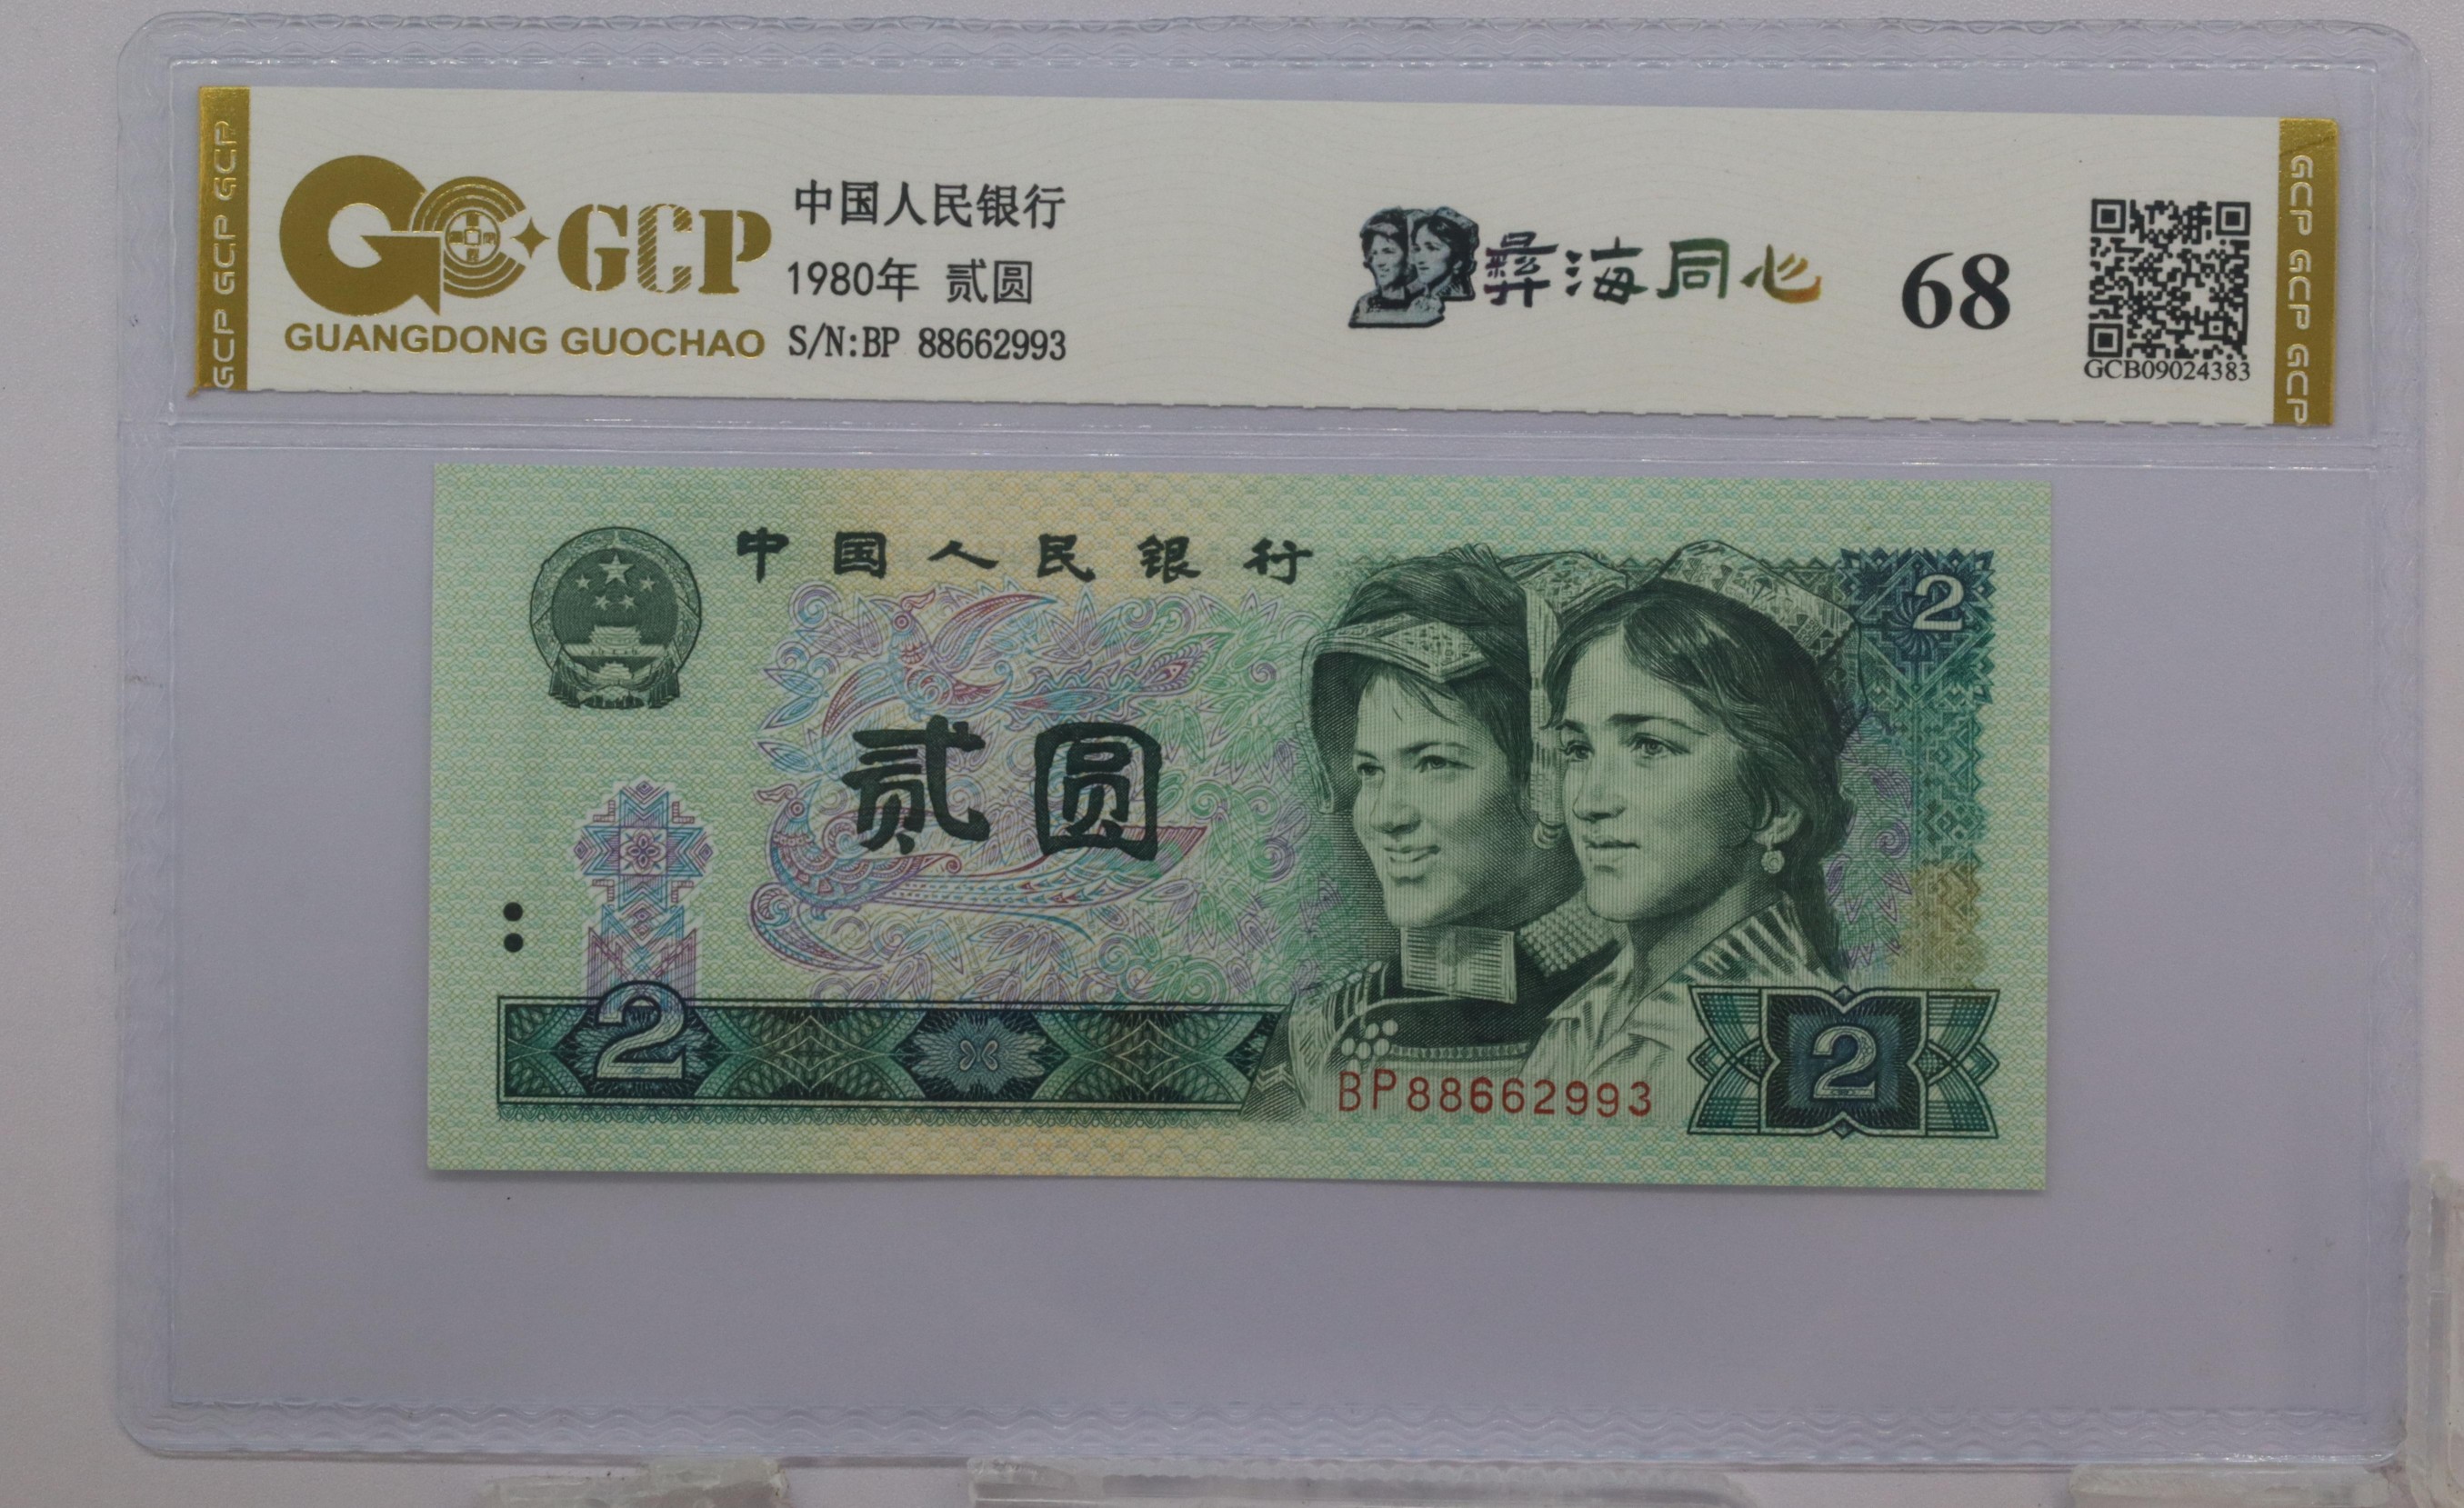 GCP GCP GCP
GCP
GUANGDONG GUOCHAO
中国人民银行
1980年 贰圆
S/N:BP 88662993
彝海同心
68
GCB09024383
GCP GCP GCP
中国人民银行
2
贰圆
2
BP88662993
2